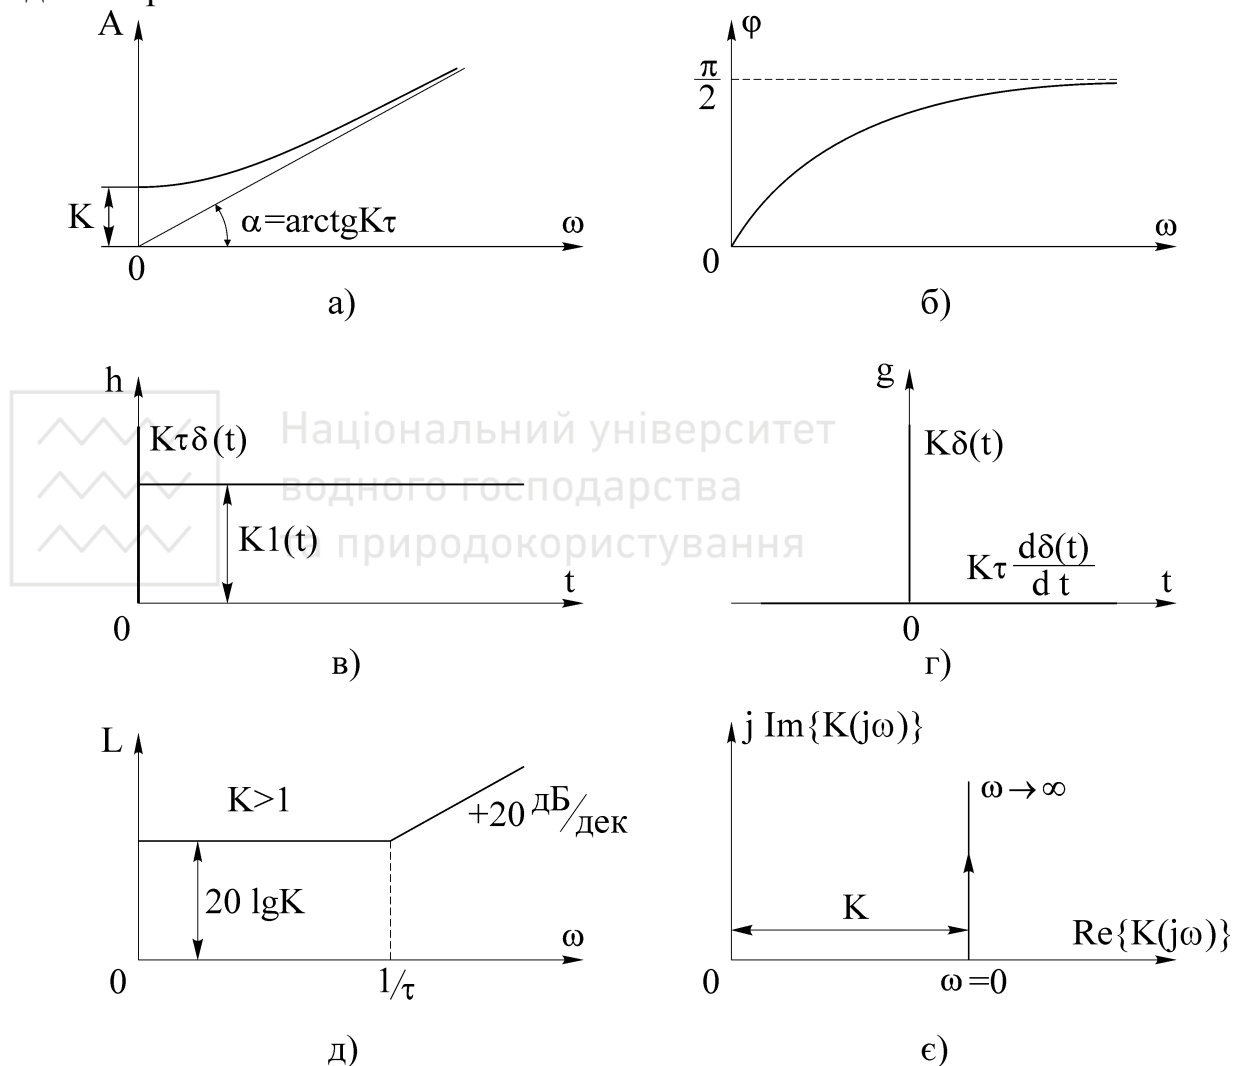 A
K
α=arctgKτ
ω
0
а)
φ
π
2
ω
0
б)
h
Kτδ(t)
K1(t)
t
0
в)
g
Kδ(t)
Kτ dδ(t)
d t
t
0
г)
Національний університет
водного господарства
та природокористування
L
K>1
+20 дБ/дек
20 lgK
ω
0
1/τ
д)
j Im{K(jω)}
ω→∞
K
Re{K(jω)}
0
ω=0
є)